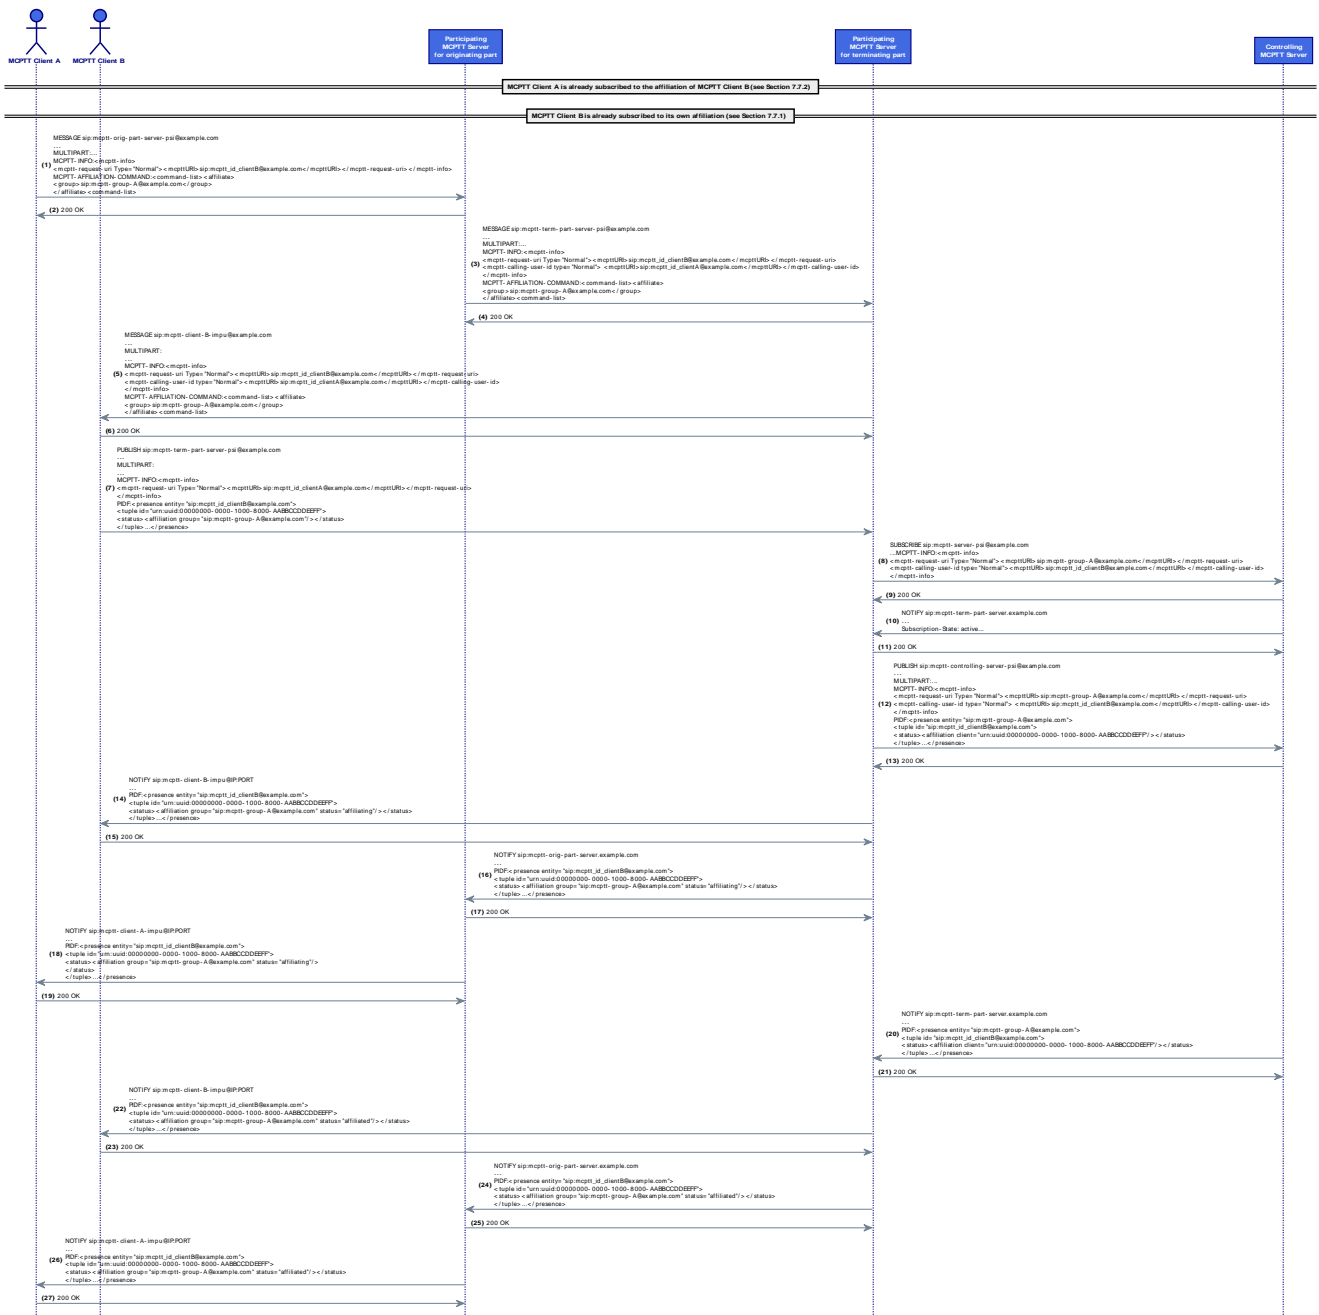 MCPTT Client A
MCPTT Client B
Participating
MCPTT Server
for originating part
Participating
MCPTT Server
for terminating part
Controlling
MCPTT Server
MCPTT Client A is already subscribed to the affiliation of MCPTT Client B (see Section 7.7.2)
MCPTT Client B is already subscribed to its own affiliation (see Section 7.7.1)
MESSAGE sip:mcptt-orig-part-server-psi@example.com
...
MULTIPART:...
MCPTT-INFO:<mcptt-info>
(1) <mcptt-request-uri Type="Normal"><mcpttURI>sip:mcptt_id_clientB@example.com</mcpttURI></mcptt-request-uri></mcptt-info>
MCPTT-AFFILIATION-COMMAND:<command-list><affiliate>
<group>sip:mcptt-group-A@example.com</group>
</affiliate><command-list>
(2) 200 OK
MESSAGE sip:mcptt-term-part-server-psi@example.com
...
MULTIPART:...
MCPTT-INFO:<mcptt-info>
(3) <mcptt-request-uri Type="Normal"><mcpttURI>sip:mcptt_id_clientB@example.com</mcpttURI></mcptt-request-uri>
<mcptt-calling-user-id type="Normal"> <mcpttURI>sip:mcptt_id_clientA@example.com</mcpttURI></mcptt-calling-user-id>
</mcptt-info>
MCPTT-AFFILIATION-COMMAND:<command-list><affiliate>
<group>sip:mcptt-group-A@example.com</group>
</affiliate><command-list>
(4) 200 OK
MESSAGE sip:mcptt-client-B-impu@example.com
...
MULTIPART:
...
MCPTT-INFO:<mcptt-info>
(5) <mcptt-request-uri Type="Normal"><mcpttURI>sip:mcptt_id_clientB@example.com</mcpttURI></mcptt-request-uri>
<mcptt-calling-user-id type="Normal"><mcpttURI>sip:mcptt_id_clientA@example.com</mcpttURI></mcptt-calling-user-id>
</mcptt-info>
MCPTT-AFFILIATION-COMMAND:<command-list><affiliate>
<group>sip:mcptt-group-A@example.com</group>
</affiliate><command-list>
(6) 200 OK
PUBLISH sip:mcptt-term-part-server-psi@example.com
...
MULTIPART:
...
MCPTT-INFO:<mcptt-info>
(7) <mcptt-request-uri Type="Normal"><mcpttURI>sip:mcptt_id_clientA@example.com</mcpttURI></mcptt-request-uri>
</mcptt-info>
PIDF:<presence entity="sip:mcptt_id_clientB@example.com">
<tuple id="urn:uuid:00000000-0000-1000-8000-AABBCCDDEEFF">
<status><affiliation group="sip:mcptt-group-A@example.com"/></status>
</tuple>...</presence>
SUBSCRIBE sip:mcptt-server-psi@example.com
...MCPTT-INFO:<mcptt-info>
(8) <mcptt-request-uri Type="Normal"><mcpttURI>sip:mcptt-group-A@example.com</mcpttURI></mcptt-request-uri>
<mcptt-calling-user-id type="Normal"><mcpttURI>sip:mcptt_id_clientB@example.com</mcpttURI></mcptt-calling-user-id>
</mcptt-info>
(9) 200 OK
NOTIFY sip:mcptt-term-part-server.example.com
(10) ...
Subscription-State: active...
(11) 200 OK
PUBLISH sip:mcptt-controlling-server-psi@example.com
...
MULTIPART:...
MCPTT-INFO:<mcptt-info>
<mcptt-request-uri Type="Normal"><mcpttURI>sip:mcptt-group-A@example.com</mcpttURI></mcptt-request-uri>
(12) <mcptt-calling-user-id type="Normal"> <mcpttURI>sip:mcptt_id_clientB@example.com</mcpttURI></mcptt-calling-user-id>
</mcptt-info>
PIDF:<presence entity="sip:mcptt-group-A@example.com">
<tuple id="sip:mcptt_id_clientB@example.com">
<status><affiliation client="urn:uuid:00000000-0000-1000-8000-AABBCCDDEEFF"/></status>
</tuple>...</presence>
(13) 200 OK
NOTIFY sip:mcptt-client-B-impu@IP:PORT
...
(14) PIDF:<presence entity="sip:mcptt_id_clientB@example.com">
<tuple id="urn:uuid:00000000-0000-1000-8000-AABBCCDDEEFF">
<status><affiliation group="sip:mcptt-group-A@example.com" status="affiliating"/></status>
</tuple>...</presence>
(15) 200 OK
NOTIFY sip:mcptt-orig-part-server.example.com
...
(16) PIDF:<presence entity="sip:mcptt_id_clientB@example.com">
<tuple id="urn:uuid:00000000-0000-1000-8000-AABBCCDDEEFF">
<status><affiliation group="sip:mcptt-group-A@example.com" status="affiliating"/></status>
</tuple>...</presence>
(17) 200 OK
NOTIFY sip:mcptt-client-A-impu@IP:PORT
...
PIDF:<presence entity="sip:mcptt_id_clientB@example.com">
(18) <tuple id="urn:uuid:00000000-0000-1000-8000-AABBCCDDEEFF">
<status><affiliation group="sip:mcptt-group-A@example.com" status="affiliating"/>
</status>
</tuple>...</presence>
(19) 200 OK
NOTIFY sip:mcptt-term-part-server.example.com
...
(20) PIDF:<presence entity="sip:mcptt-group-A@example.com">
<tuple id="sip:mcptt_id_clientB@example.com">
<status><affiliation client="urn:uuid:00000000-0000-1000-8000-AABBCCDDEEFF"/></status>
</tuple>...</presence>
(21) 200 OK
NOTIFY sip:mcptt-client-B-impu@IP:PORT
...
(22) PIDF:<presence entity="sip:mcptt_id_clientB@example.com">
<tuple id="urn:uuid:00000000-0000-1000-8000-AABBCCDDEEFF">
<status><affiliation group="sip:mcptt-group-A@example.com" status="affiliated"/></status>
</tuple>...</presence>
(23) 200 OK
NOTIFY sip:mcptt-orig-part-server.example.com
...
(24) PIDF:<presence entity="sip:mcptt_id_clientB@example.com">
<tuple id="urn:uuid:00000000-0000-1000-8000-AABBCCDDEEFF">
<status><affiliation group="sip:mcptt-group-A@example.com" status="affiliated"/></status>
</tuple>...</presence>
(25) 200 OK
NOTIFY sip:mcptt-client-A-impu@IP:PORT
...
(26) PIDF:<presence entity="sip:mcptt_id_clientB@example.com">
<tuple id="urn:uuid:00000000-0000-1000-8000-AABBCCDDEEFF">
<status><affiliation group="sip:mcptt-group-A@example.com" status="affiliated"/></status>
</tuple>...</presence>
(27) 200 OK